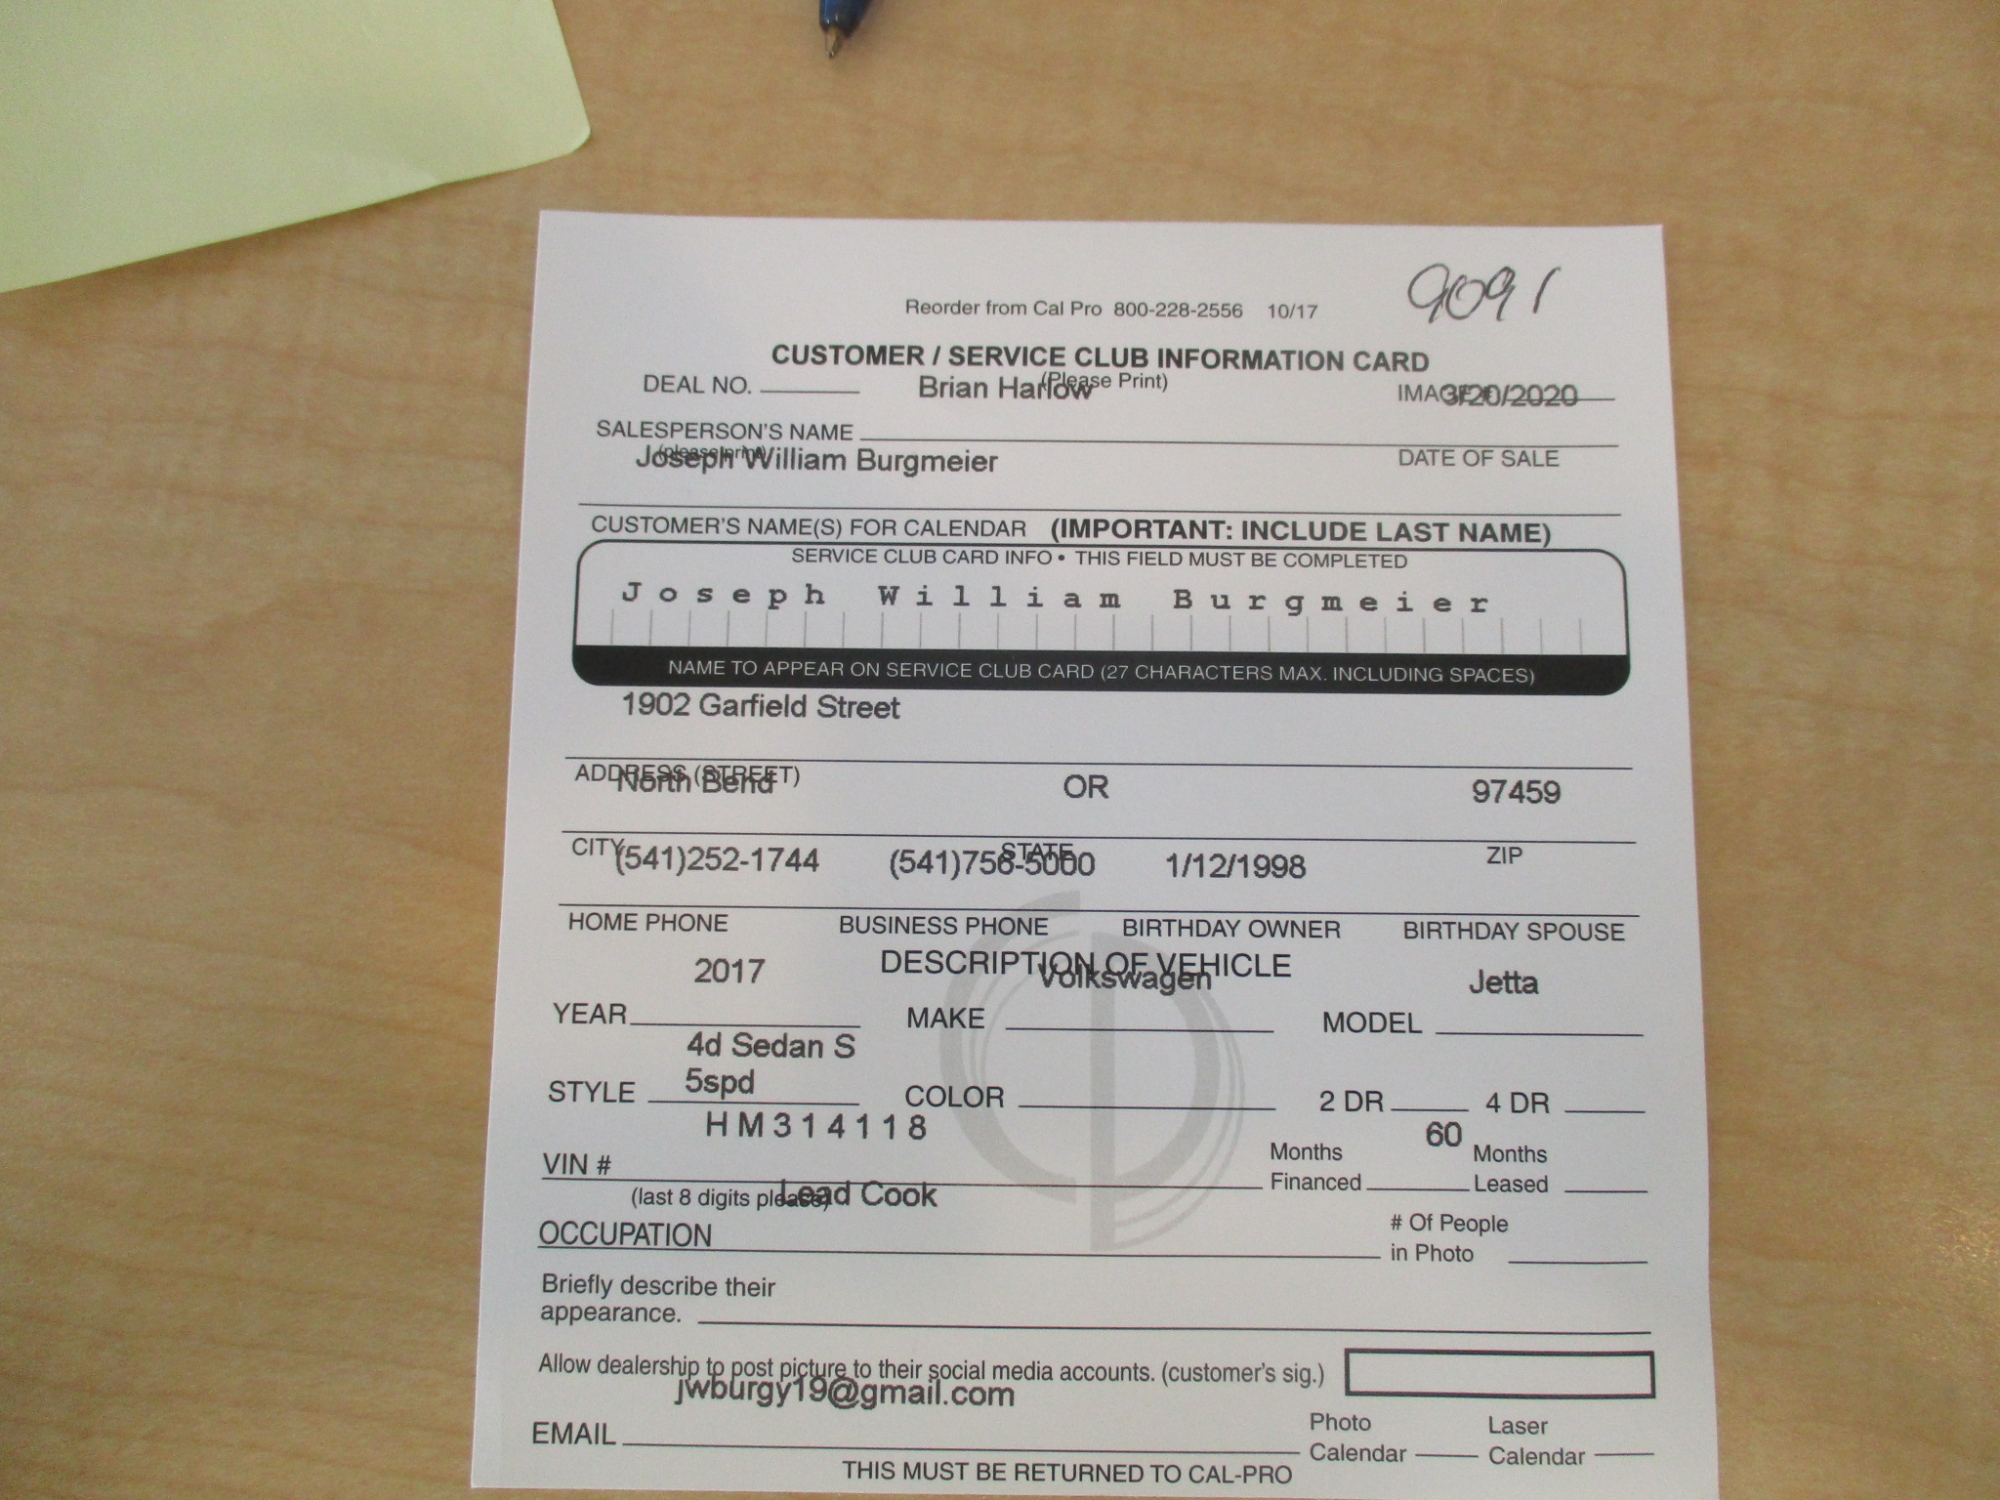 9091
Reorder from Cal Pro 800-228-2556 10/17
CUSTOMER / SERVICE CLUB INFORMATION CARD
DEAL NO. Brian Harlow (Please Print) IMAGE # 3/20/2020
SALESPERSON'S NAME
(please print) Joseph William Burgmeier DATE OF SALE
CUSTOMER'S NAME(S) FOR CALENDAR (IMPORTANT: INCLUDE LAST NAME)
SERVICE CLUB CARD INFO • THIS FIELD MUST BE COMPLETED
Joseph William Burgmeier
NAME TO APPEAR ON SERVICE CLUB CARD (27 CHARACTERS MAX. INCLUDING SPACES)
1902 Garfield Street
ADDRESS (STREET)
North Bend OR 97459
CITY STATE ZIP
(541)252-1744 (541)756-5000 1/12/1998
HOME PHONE BUSINESS PHONE BIRTHDAY OWNER BIRTHDAY SPOUSE
DESCRIPTION OF VEHICLE
2017 Volkswagen Jetta
YEAR MAKE MODEL
4d Sedan S
5spd
STYLE COLOR 2 DR 4 DR
HM314118 60
VIN # Months Financed Months Leased
(last 8 digits please) Lead Cook
OCCUPATION # Of People in Photo
Briefly describe their
appearance.
Allow dealership to post picture to their social media accounts. (customer's sig.)
jwburgy19@gmail.com
EMAIL Photo Calendar Laser Calendar
THIS MUST BE RETURNED TO CAL-PRO